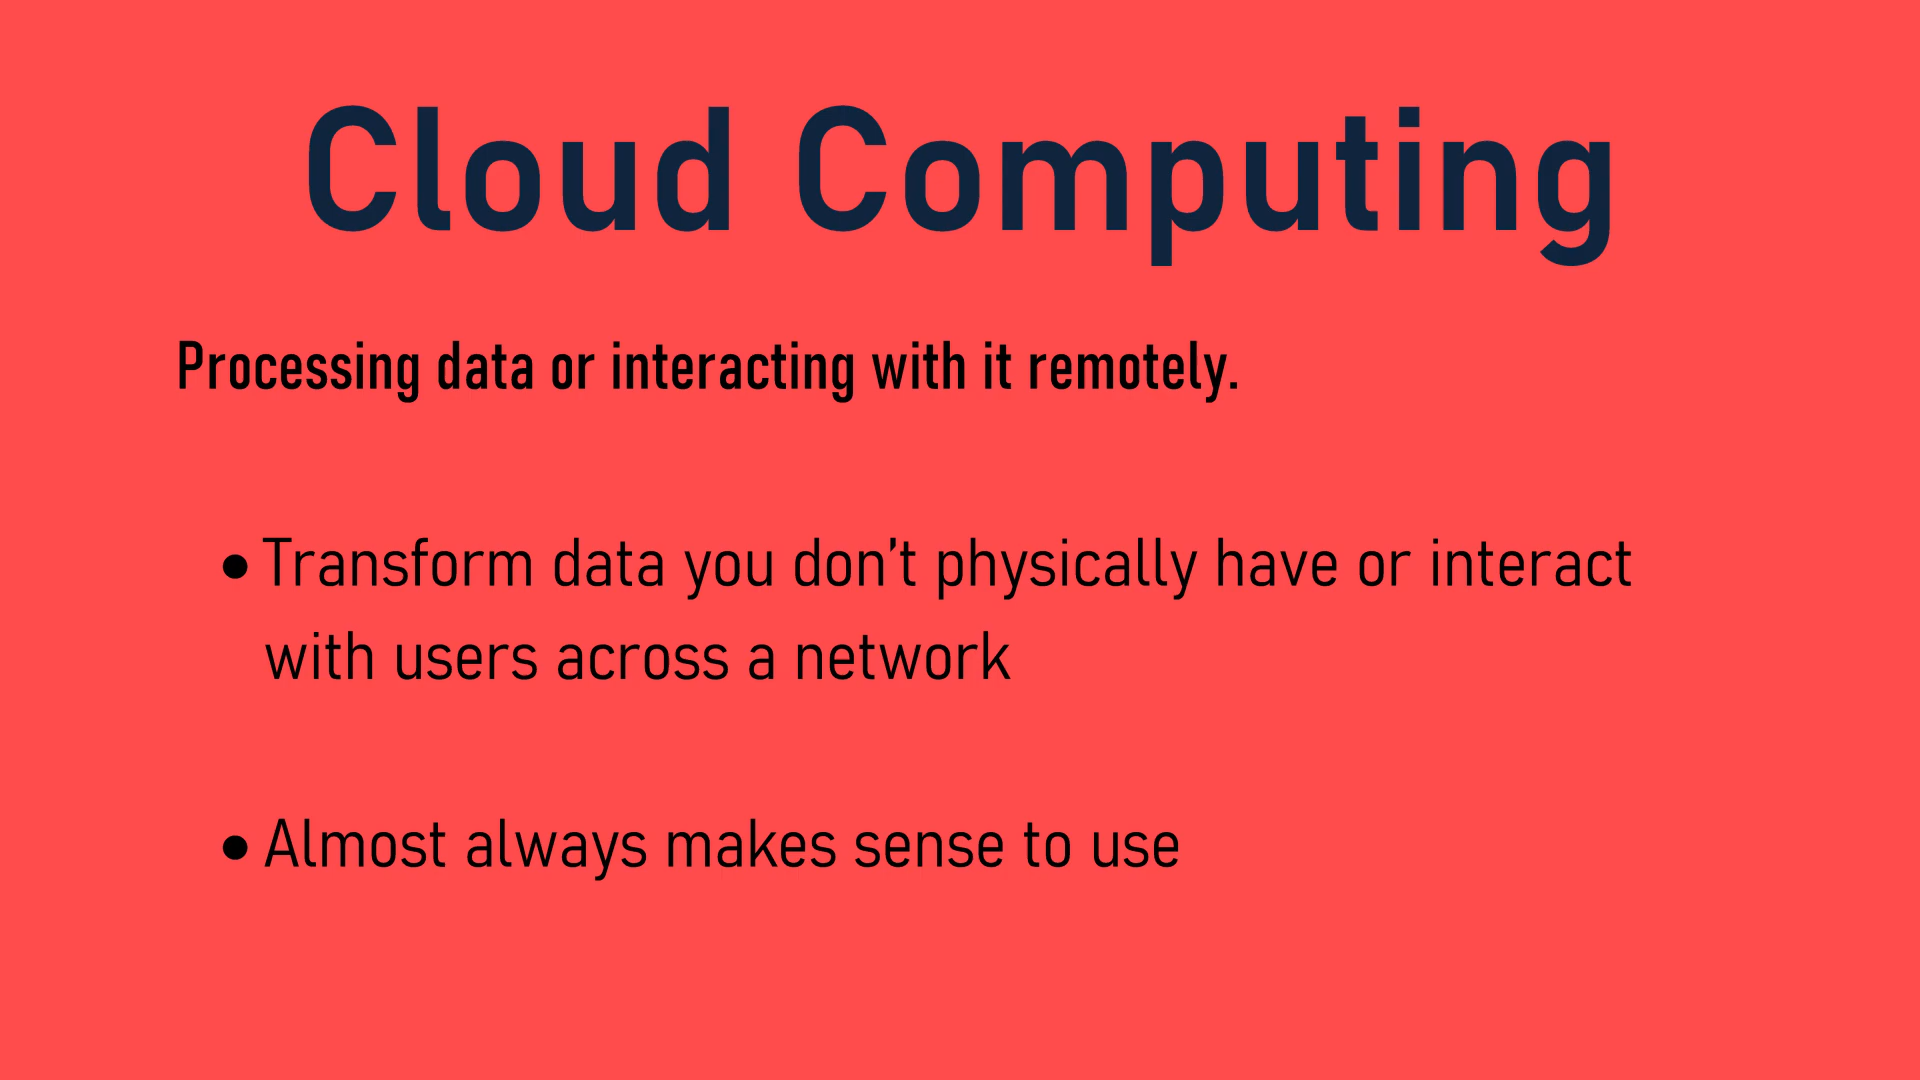 Cloud Computing
Processing data or interacting with it remotely.
• Transform data you don’t physically have or interact
with users across a network
• Almost always makes sense to use